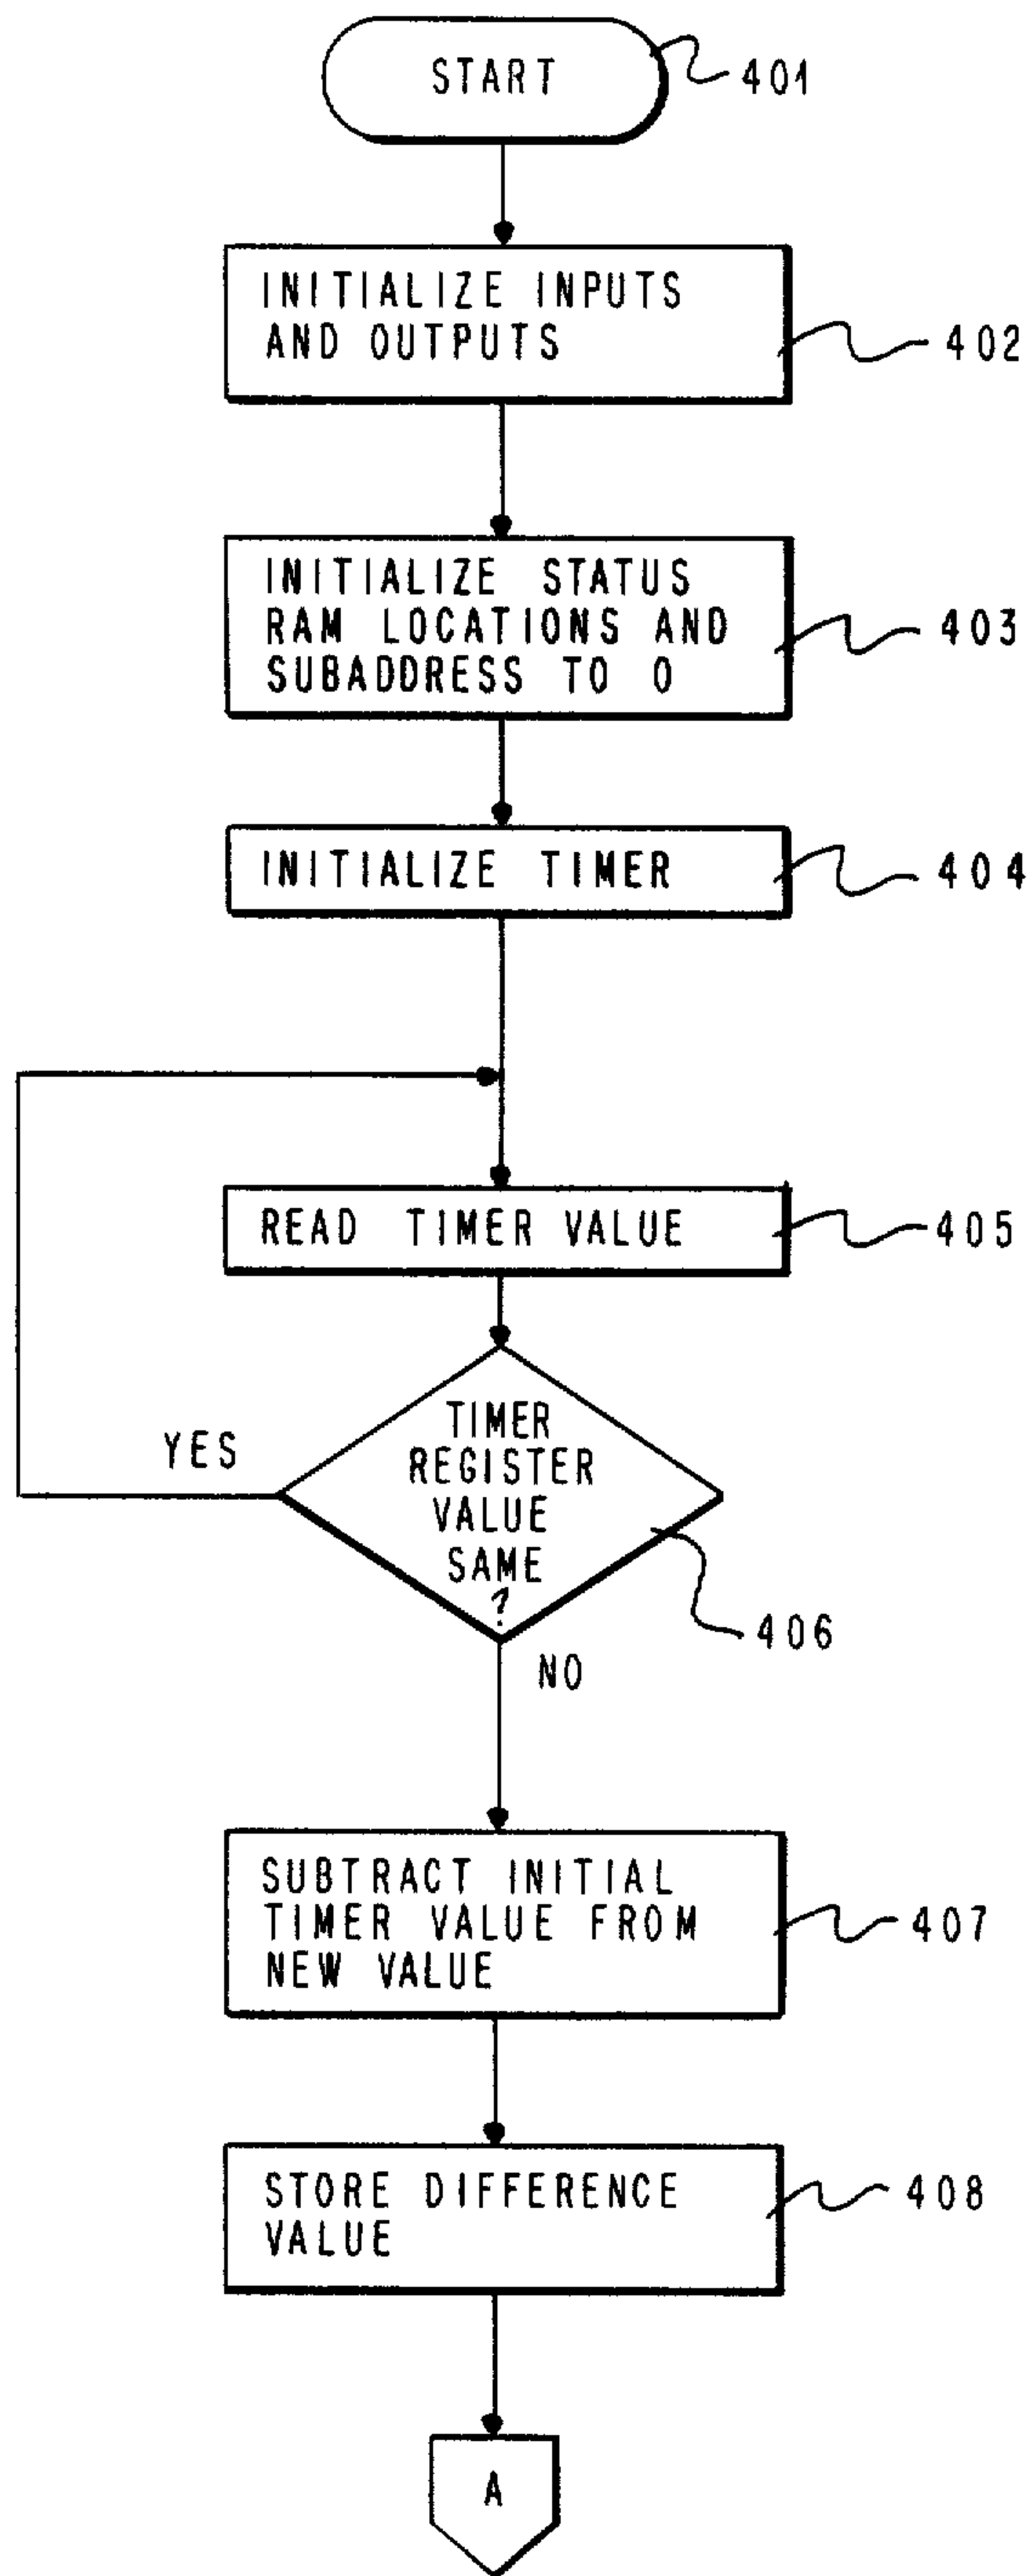 START
401
INITIALIZE INPUTS
AND OUTPUTS
402
INITIALIZE STATUS
RAM LOCATIONS AND
SUBADDRESS TO 0
403
INITIALIZE TIMER
404
READ TIMER VALUE
405
YES
TIMER
REGISTER
VALUE
SAME
?
406
NO
SUBTRACT INITIAL
TIMER VALUE FROM
NEW VALUE
407
STORE DIFFERENCE
VALUE
408
A